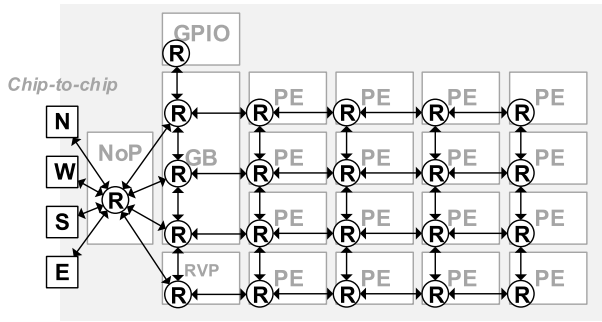 GPIO
R
Chip-to-chip
R PE R PE R PE R PE R
N
NoP
W GB PE PE PE PE
R R R R R
R
S PE PE PE PE
R R R R R
E RVP PE PE PE PE
R R R R R